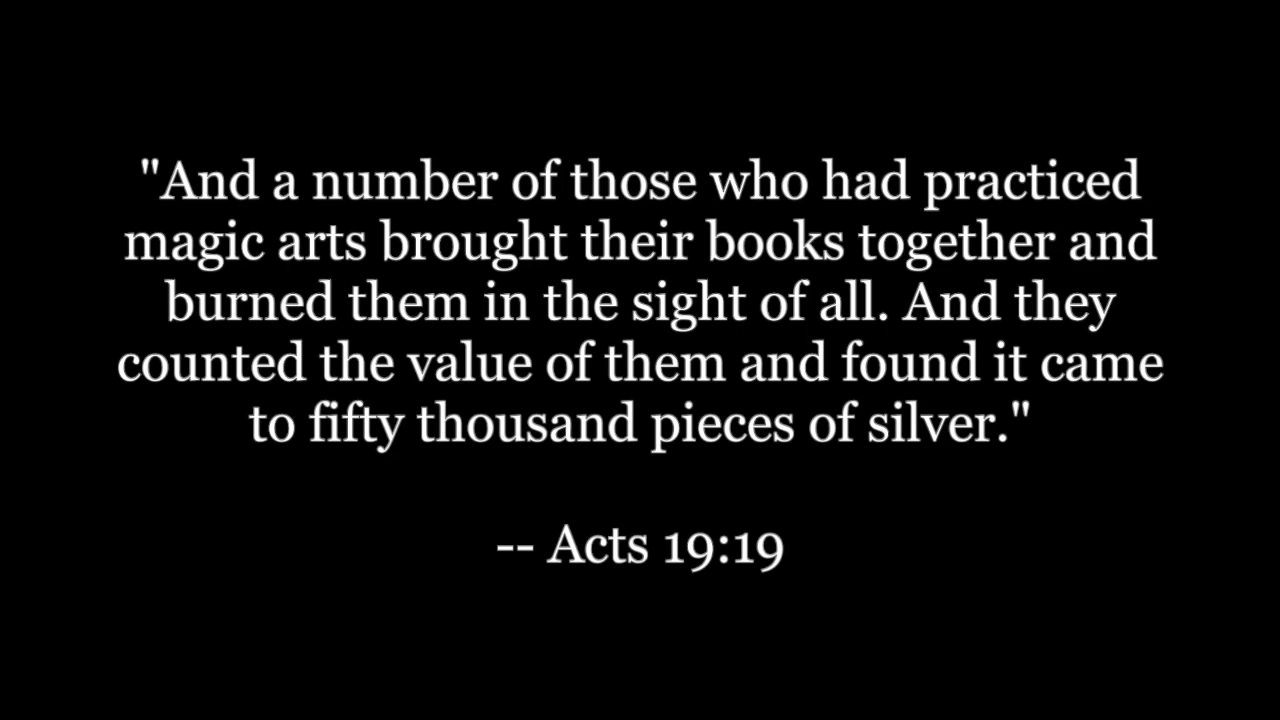 "And a number of those who had practiced
magic arts brought their books together and
burned them in the sight of all. And they
counted the value of them and found it came
to fifty thousand pieces of silver."
-- Acts 19:19